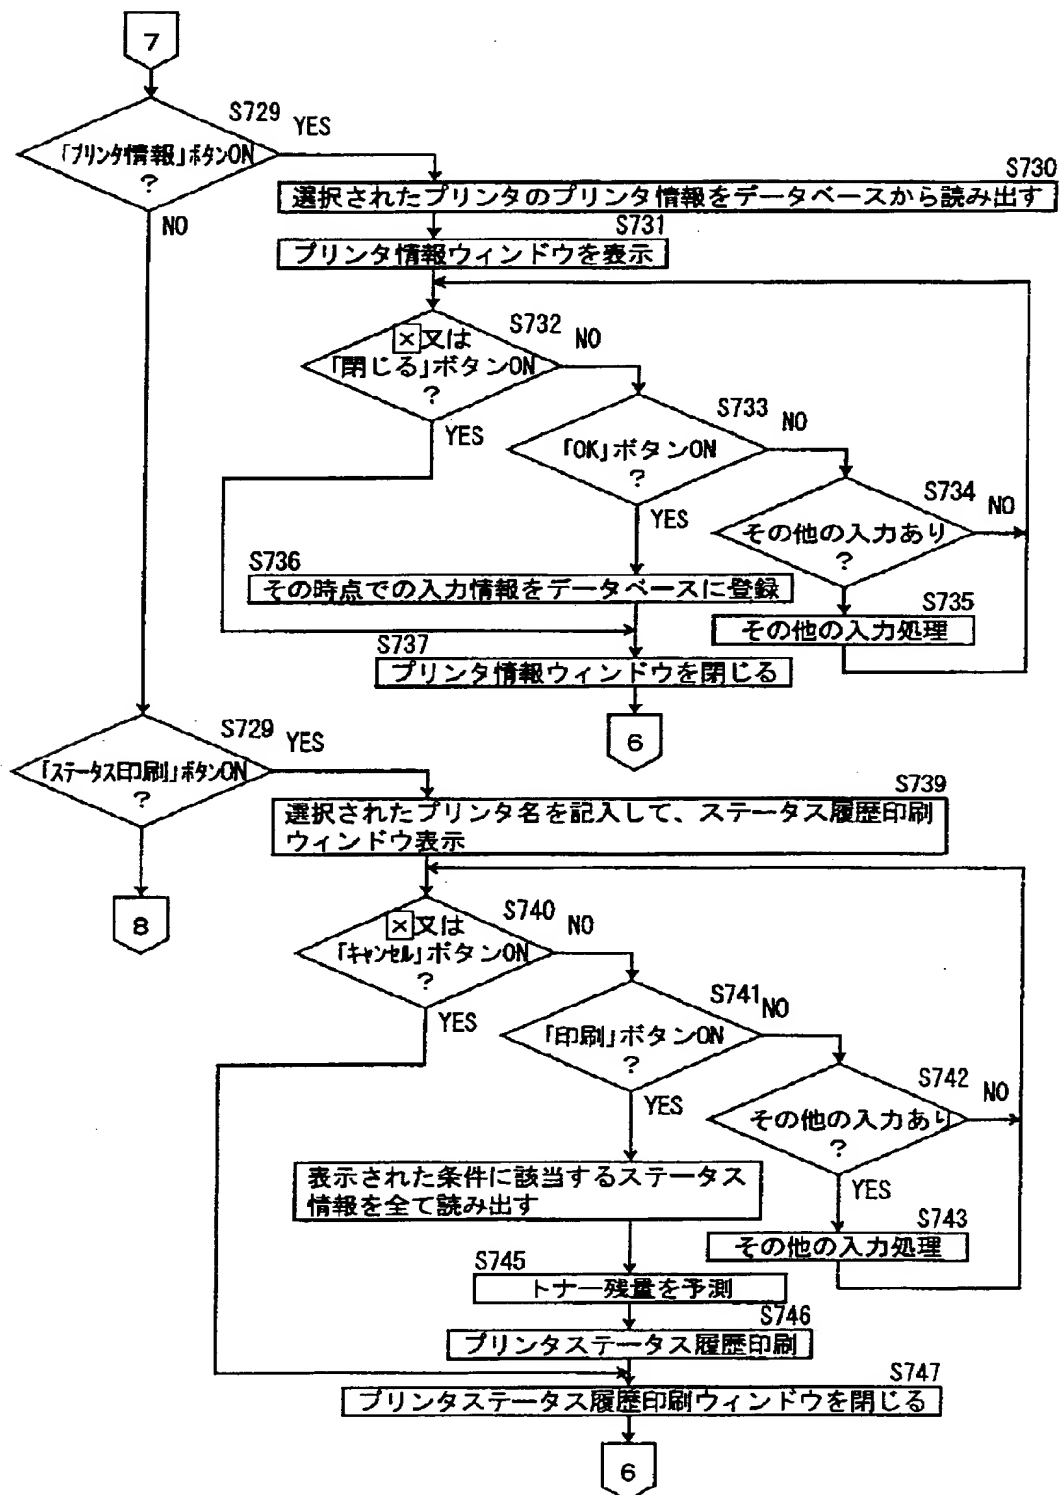 7
S729
YES
「プリンタ情報」ボタンON
?
NO
S730
選択されたプリンタのプリンタ情報をデータベースから読み出す
S731
プリンタ情報ウィンドウを表示
S732
NO
×又は
「閉じる」ボタンON
?
YES
S733
NO
「OK」ボタンON
?
YES
S734
NO
その他の入力あり
?
S735
その他の入力処理
S736
その時点での入力情報をデータベースに登録
S737
プリンタ情報ウィンドウを閉じる
6
S729
YES
「ステータス印刷」ボタンON
?
8
S739
選択されたプリンタ名を記入して、ステータス履歴印刷
ウィンドウ表示
S740
NO
×又は
「キャンセル」ボタンON
?
YES
S741
NO
「印刷」ボタンON
?
YES
S742
NO
その他の入力あり
?
YES
S743
その他の入力処理
表示された条件に該当するステータス
情報を全て読み出す
S745
トナー残量を予測
S746
プリンタステータス履歴印刷
S747
プリンタステータス履歴印刷ウィンドウを閉じる
6